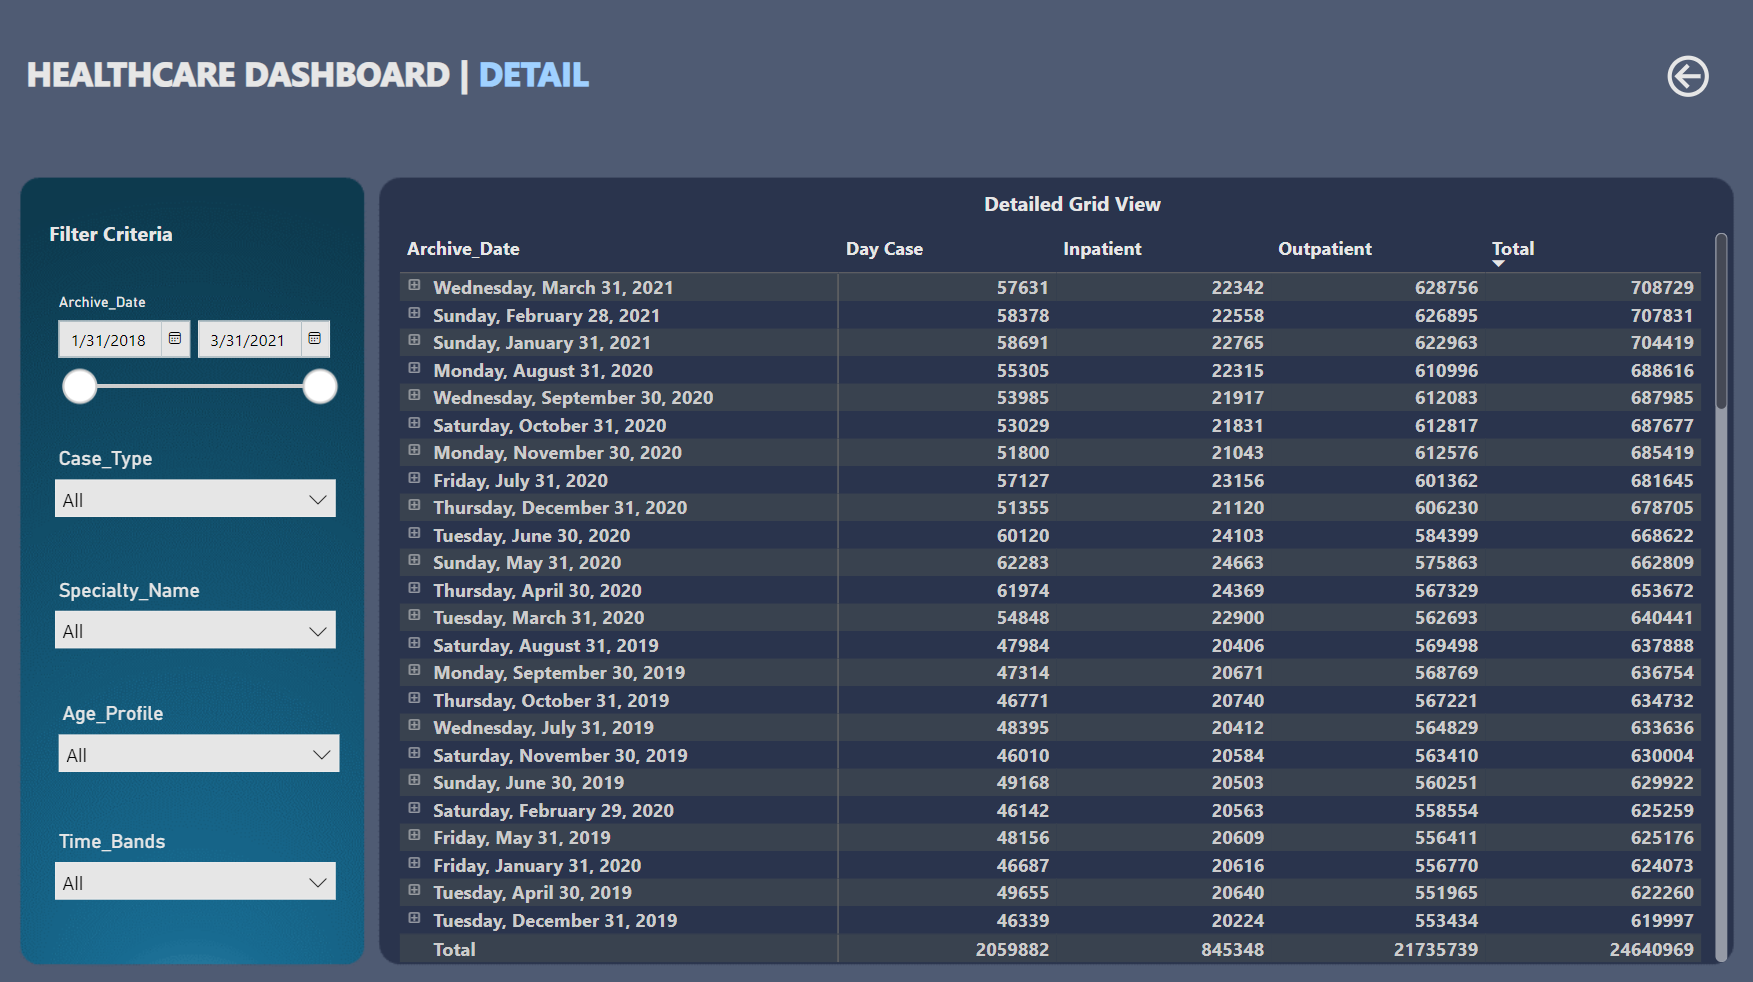 HEALTHCARE DASHBOARD | DETAIL
Filter Criteria
Archive_Date
1/31/2018 3/31/2021
Case_Type
All
Specialty_Name
All
Age_Profile
All
Time_Bands
All
Detailed Grid View
Archive_Date Day Case Inpatient Outpatient Total
Wednesday, March 31, 2021 57631 22342 628756 708729
Sunday, February 28, 2021 58378 22558 626895 707831
Sunday, January 31, 2021 58691 22765 622963 704419
Monday, August 31, 2020 55305 22315 610996 688616
Wednesday, September 30, 2020 53985 21917 612083 687985
Saturday, October 31, 2020 53029 21831 612817 687677
Monday, November 30, 2020 51800 21043 612576 685419
Friday, July 31, 2020 57127 23156 601362 681645
Thursday, December 31, 2020 51355 21120 606230 678705
Tuesday, June 30, 2020 60120 24103 584399 668622
Sunday, May 31, 2020 62283 24663 575863 662809
Thursday, April 30, 2020 61974 24369 567329 653672
Tuesday, March 31, 2020 54848 22900 562693 640441
Saturday, August 31, 2019 47984 20406 569498 637888
Monday, September 30, 2019 47314 20671 568769 636754
Thursday, October 31, 2019 46771 20740 567221 634732
Wednesday, July 31, 2019 48395 20412 564829 633636
Saturday, November 30, 2019 46010 20584 563410 630004
Sunday, June 30, 2019 49168 20503 560251 629922
Saturday, February 29, 2020 46142 20563 558554 625259
Friday, May 31, 2019 48156 20609 556411 625176
Friday, January 31, 2020 46687 20616 556770 624073
Tuesday, April 30, 2019 49655 20640 551965 622260
Tuesday, December 31, 2019 46339 20224 553434 619997
Total 2059882 845348 21735739 24640969